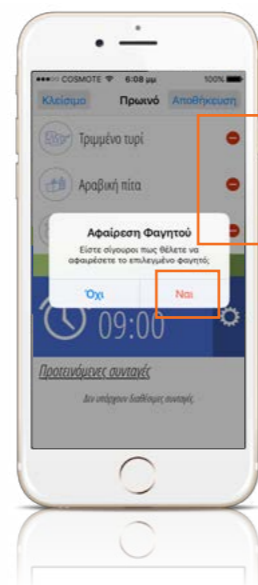 COSMOTE 6:08 μμ 100%
Κλείσιμο Πρωινό Αποθήκευση
Τριμμένο τυρί
Αραβική πίτα
Αφαίρεση Φαγητού
Είστε σίγουροι πως θέλετε να
αφαιρέσετε το επιλεγμένο φαγητό;
Όχι Ναι
09:00
Προτεινόμενες συνταγές
Δεν υπάρχουν διαθέσιμες συνταγές.